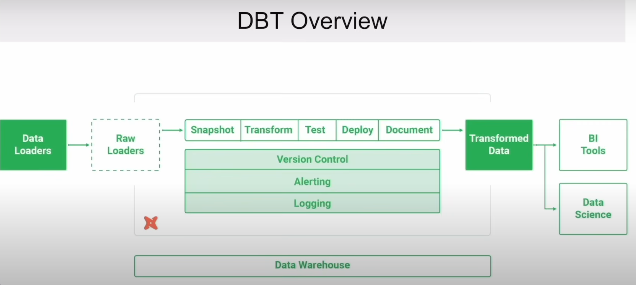 DBT Overview
Data
Loaders
Raw
Loaders
Snapshot Transform Test Deploy Document
Version Control
Alerting
Logging
Transformed
Data
BI
Tools
Data
Science
Data Warehouse